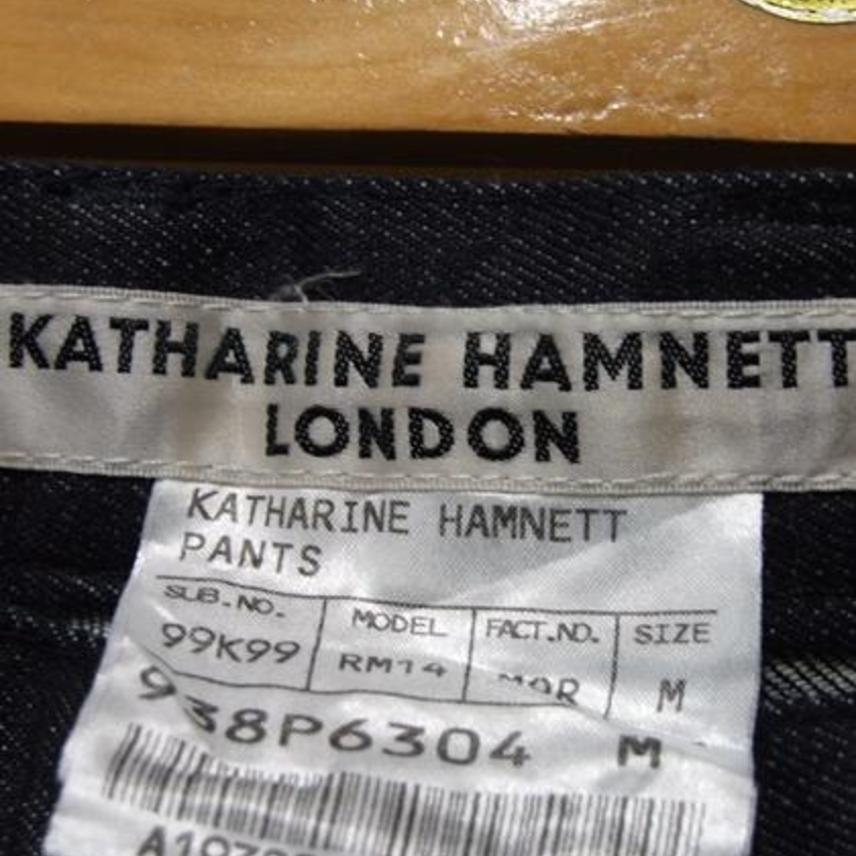 KATHARINE HAMNETT
LONDON
KATHARINE HAMNETT
PANTS
SUB.NO. MODEL FACT.NO. SIZE
99K99 RM14 M
938P6304 M